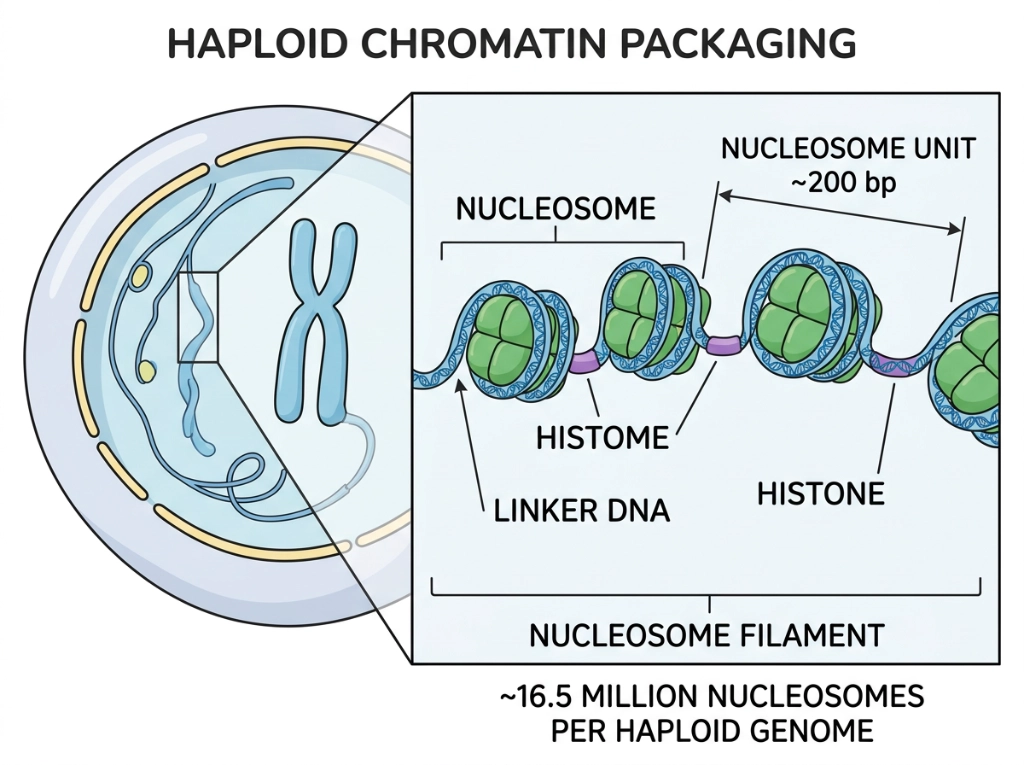 HAPLOID CHROMATIN PACKAGING
NUCLEOSOME UNIT
~200 bp
NUCLEOSOME
HISTOME
HISTONE
LINKER DNA
NUCLEOSOME FILAMENT
~16.5 MILLION NUCLEOSOMES
PER HAPLOID GENOME